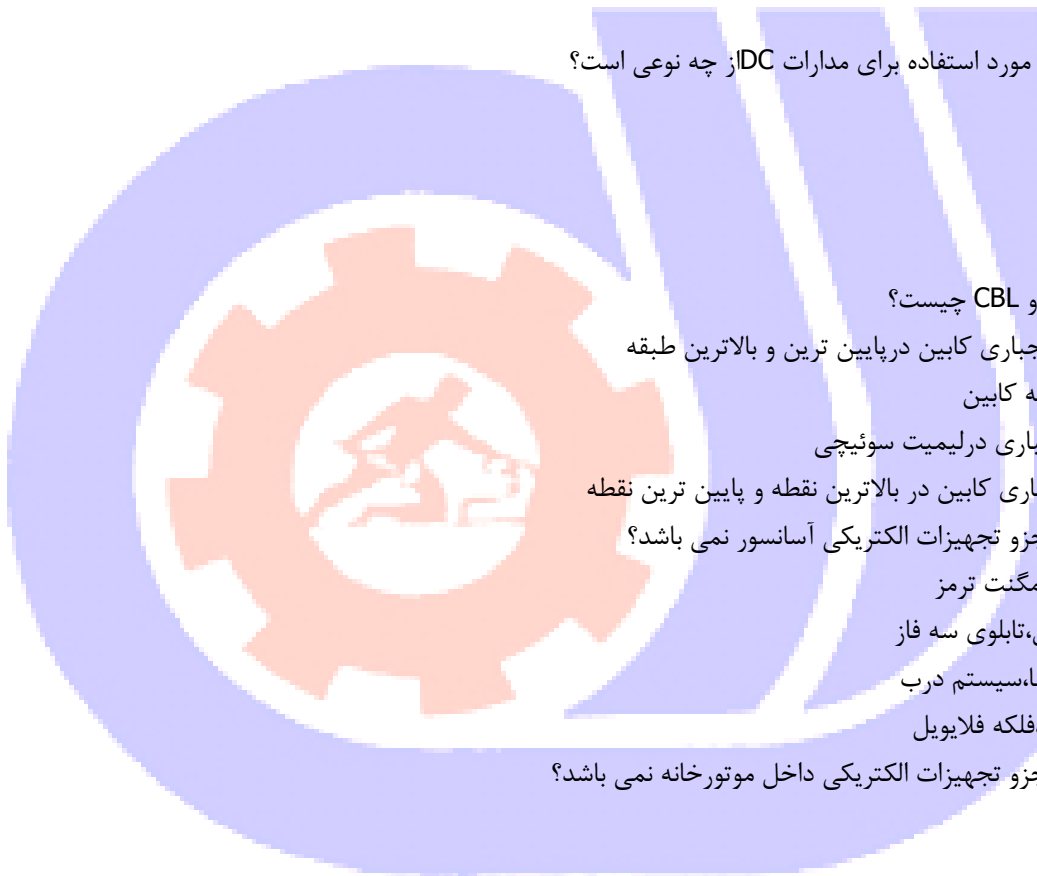 مورد استفاده برای مدارات DCاز چه نوعی است؟
و CBL چیست؟
جباری کابین درپایین ترین و بالاترین طبقه
ه کابین
باری درلیمیت سوئیچی
اری کابین در بالاترین نقطه و پایین ترین نقطه
جزو تجهیزات الکتریکی آسانسور نمی باشد؟
مگنت ترمز
،تابلوی سه فاز
ا،سیستم درب
فلکه فلایویل
جزو تجهیزات الکتریکی داخل موتورخانه نمی باشد؟